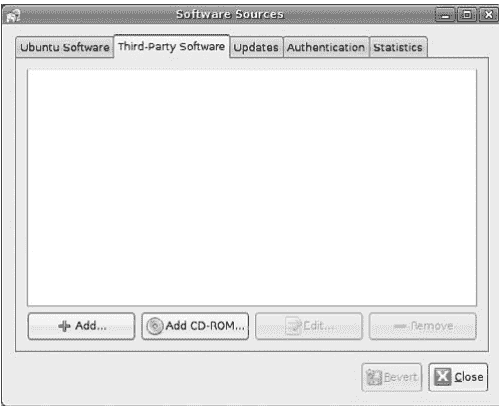 Software Sources
Ubuntu Software Third-Party Software Updates Authentication Statistics
Add... Add CD-ROM... Edit... Remove
Revert Close